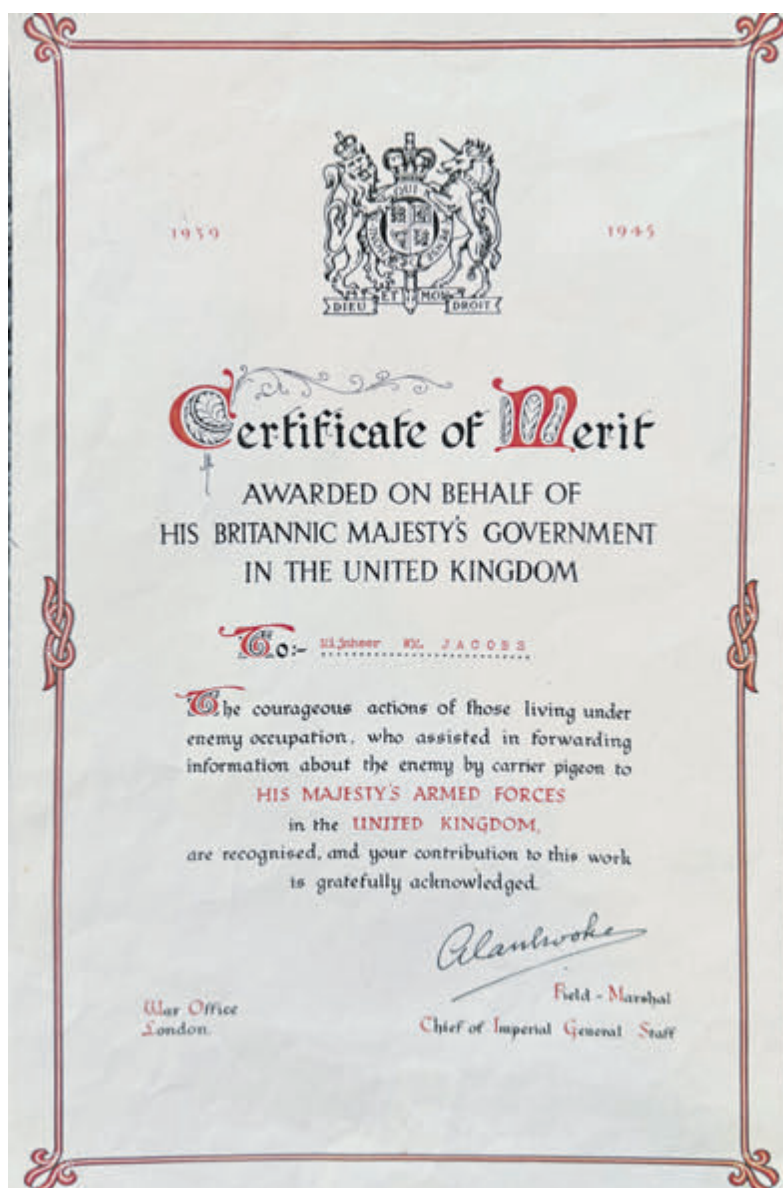 1939
1945
DIEU ET MON DROIT
Certificate of Merit
AWARDED ON BEHALF OF
HIS BRITANNIC MAJESTY'S GOVERNMENT
IN THE UNITED KINGDOM
To:- Mijnheer WM. JACOBS
The courageous actions of those living under
enemy occupation, who assisted in forwarding
information about the enemy by carrier pigeon to
HIS MAJESTY'S ARMED FORCES
in the UNITED KINGDOM,
are recognised, and your contribution to this work
is gratefully acknowledged.
Alanbrooke
Field-Marshal
Chief of Imperial General Staff
War Office
London.